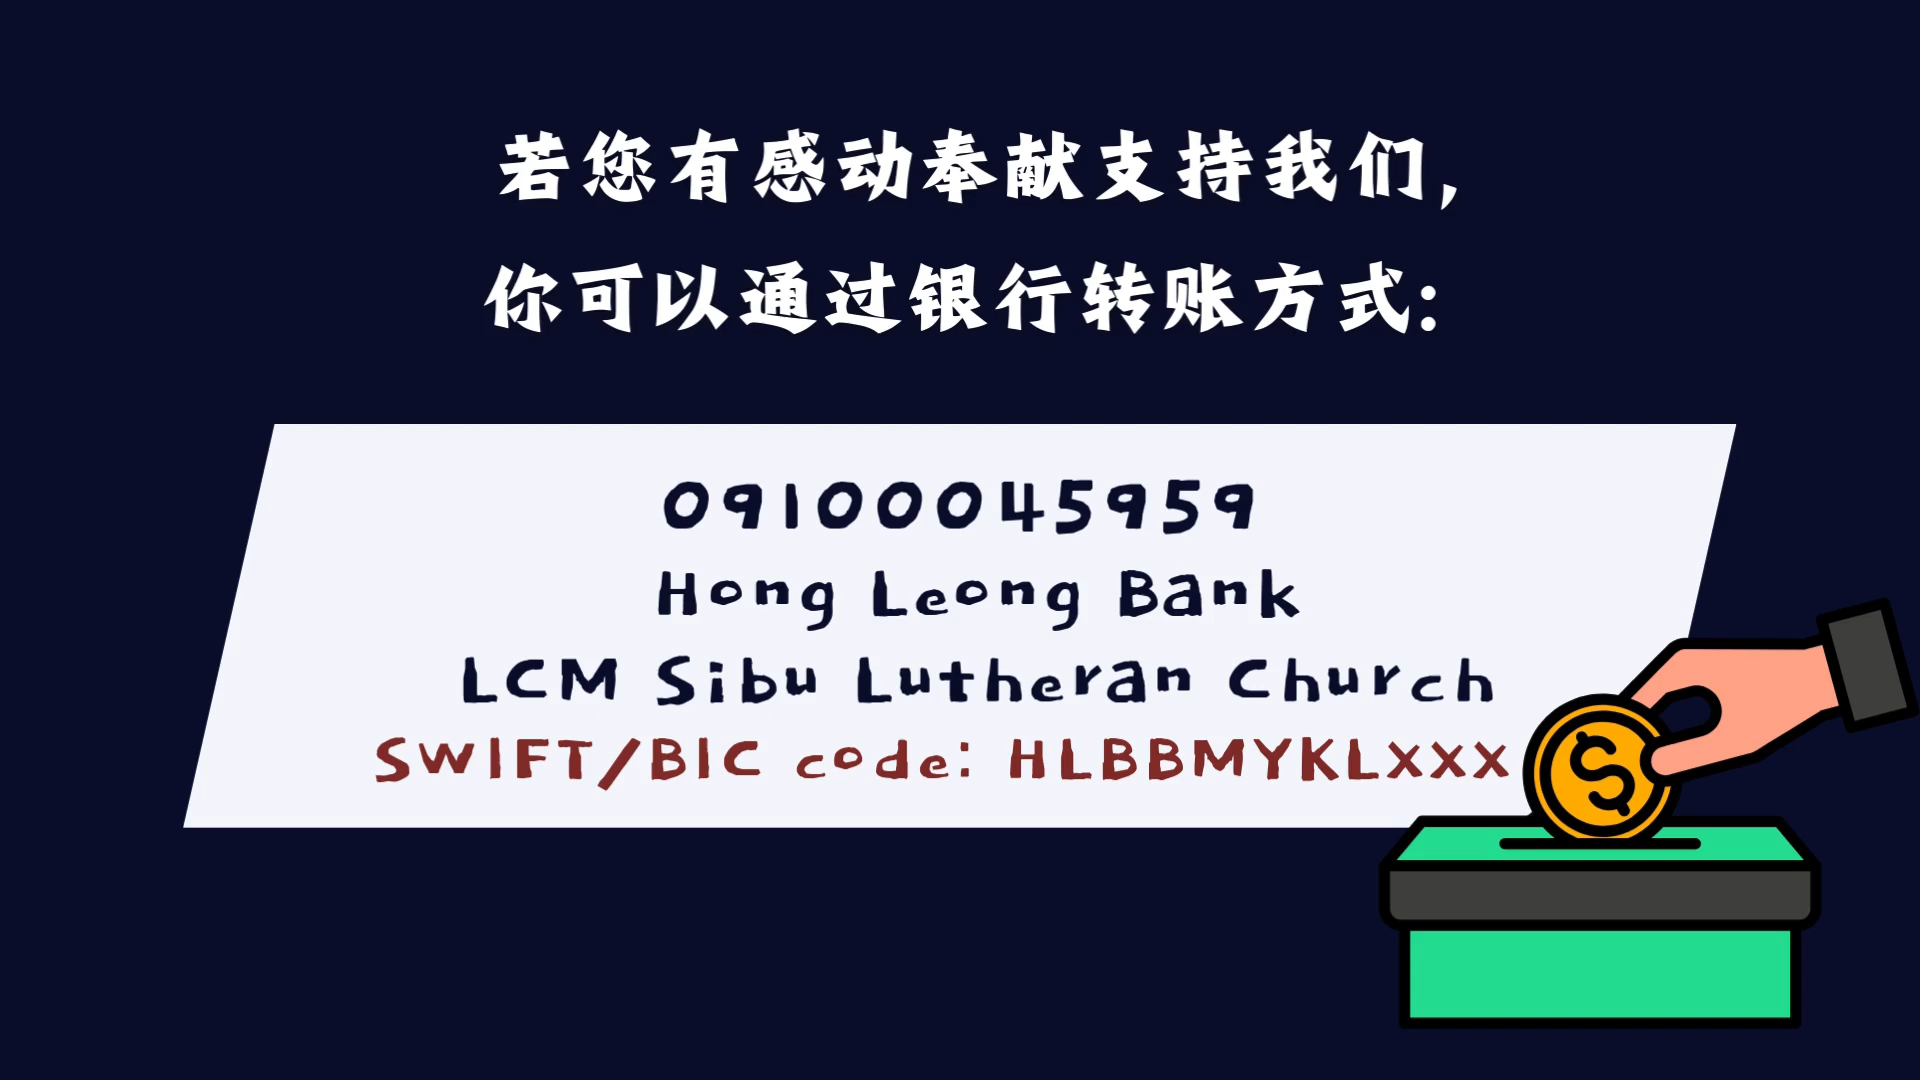 若您有感动奉献支持我们,
你可以通过银行转账方式:
09100045959
Hong Leong Bank
LCM Sibu Lutheran Church
SWIFT/BIC code: HLBBMYKLXXX
$